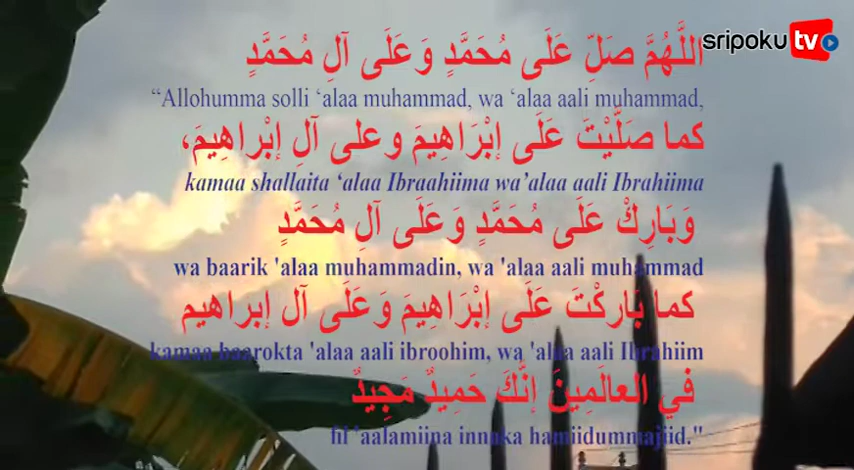 sripoku tv
اللَّهُمَّ صَلِّ عَلَى مُحَمَّدٍ وَعَلَى آلِ مُحَمَّدٍ
“Allohumma solli ‘alaa muhammad, wa ‘alaa aali muhammad,
كما صَلَّيْتَ عَلَى إبْرَاهِيمَ وعلى آلِ إبْراهِيمَ،
kamaa shallaita ‘alaa Ibraahiima wa’alaa aali Ibrahiima
وَبَارِكْ عَلَى مُحَمَّدٍ وَعَلَى آلِ مُحَمَّدٍ
wa baarik 'alaa muhammadin, wa 'alaa aali muhammad
كما بَاركْتَ عَلَى إبْرَاهِيمَ وَعَلَى آل إبراهيم
kamaa baarokta 'alaa aali ibroohim, wa 'alaa aali Ibrahiim
في العالَمِينَ إنَّكَ حَمِيدٌ مَجِيدٌ
fil 'aalamiina innaka hamiidummajiid."